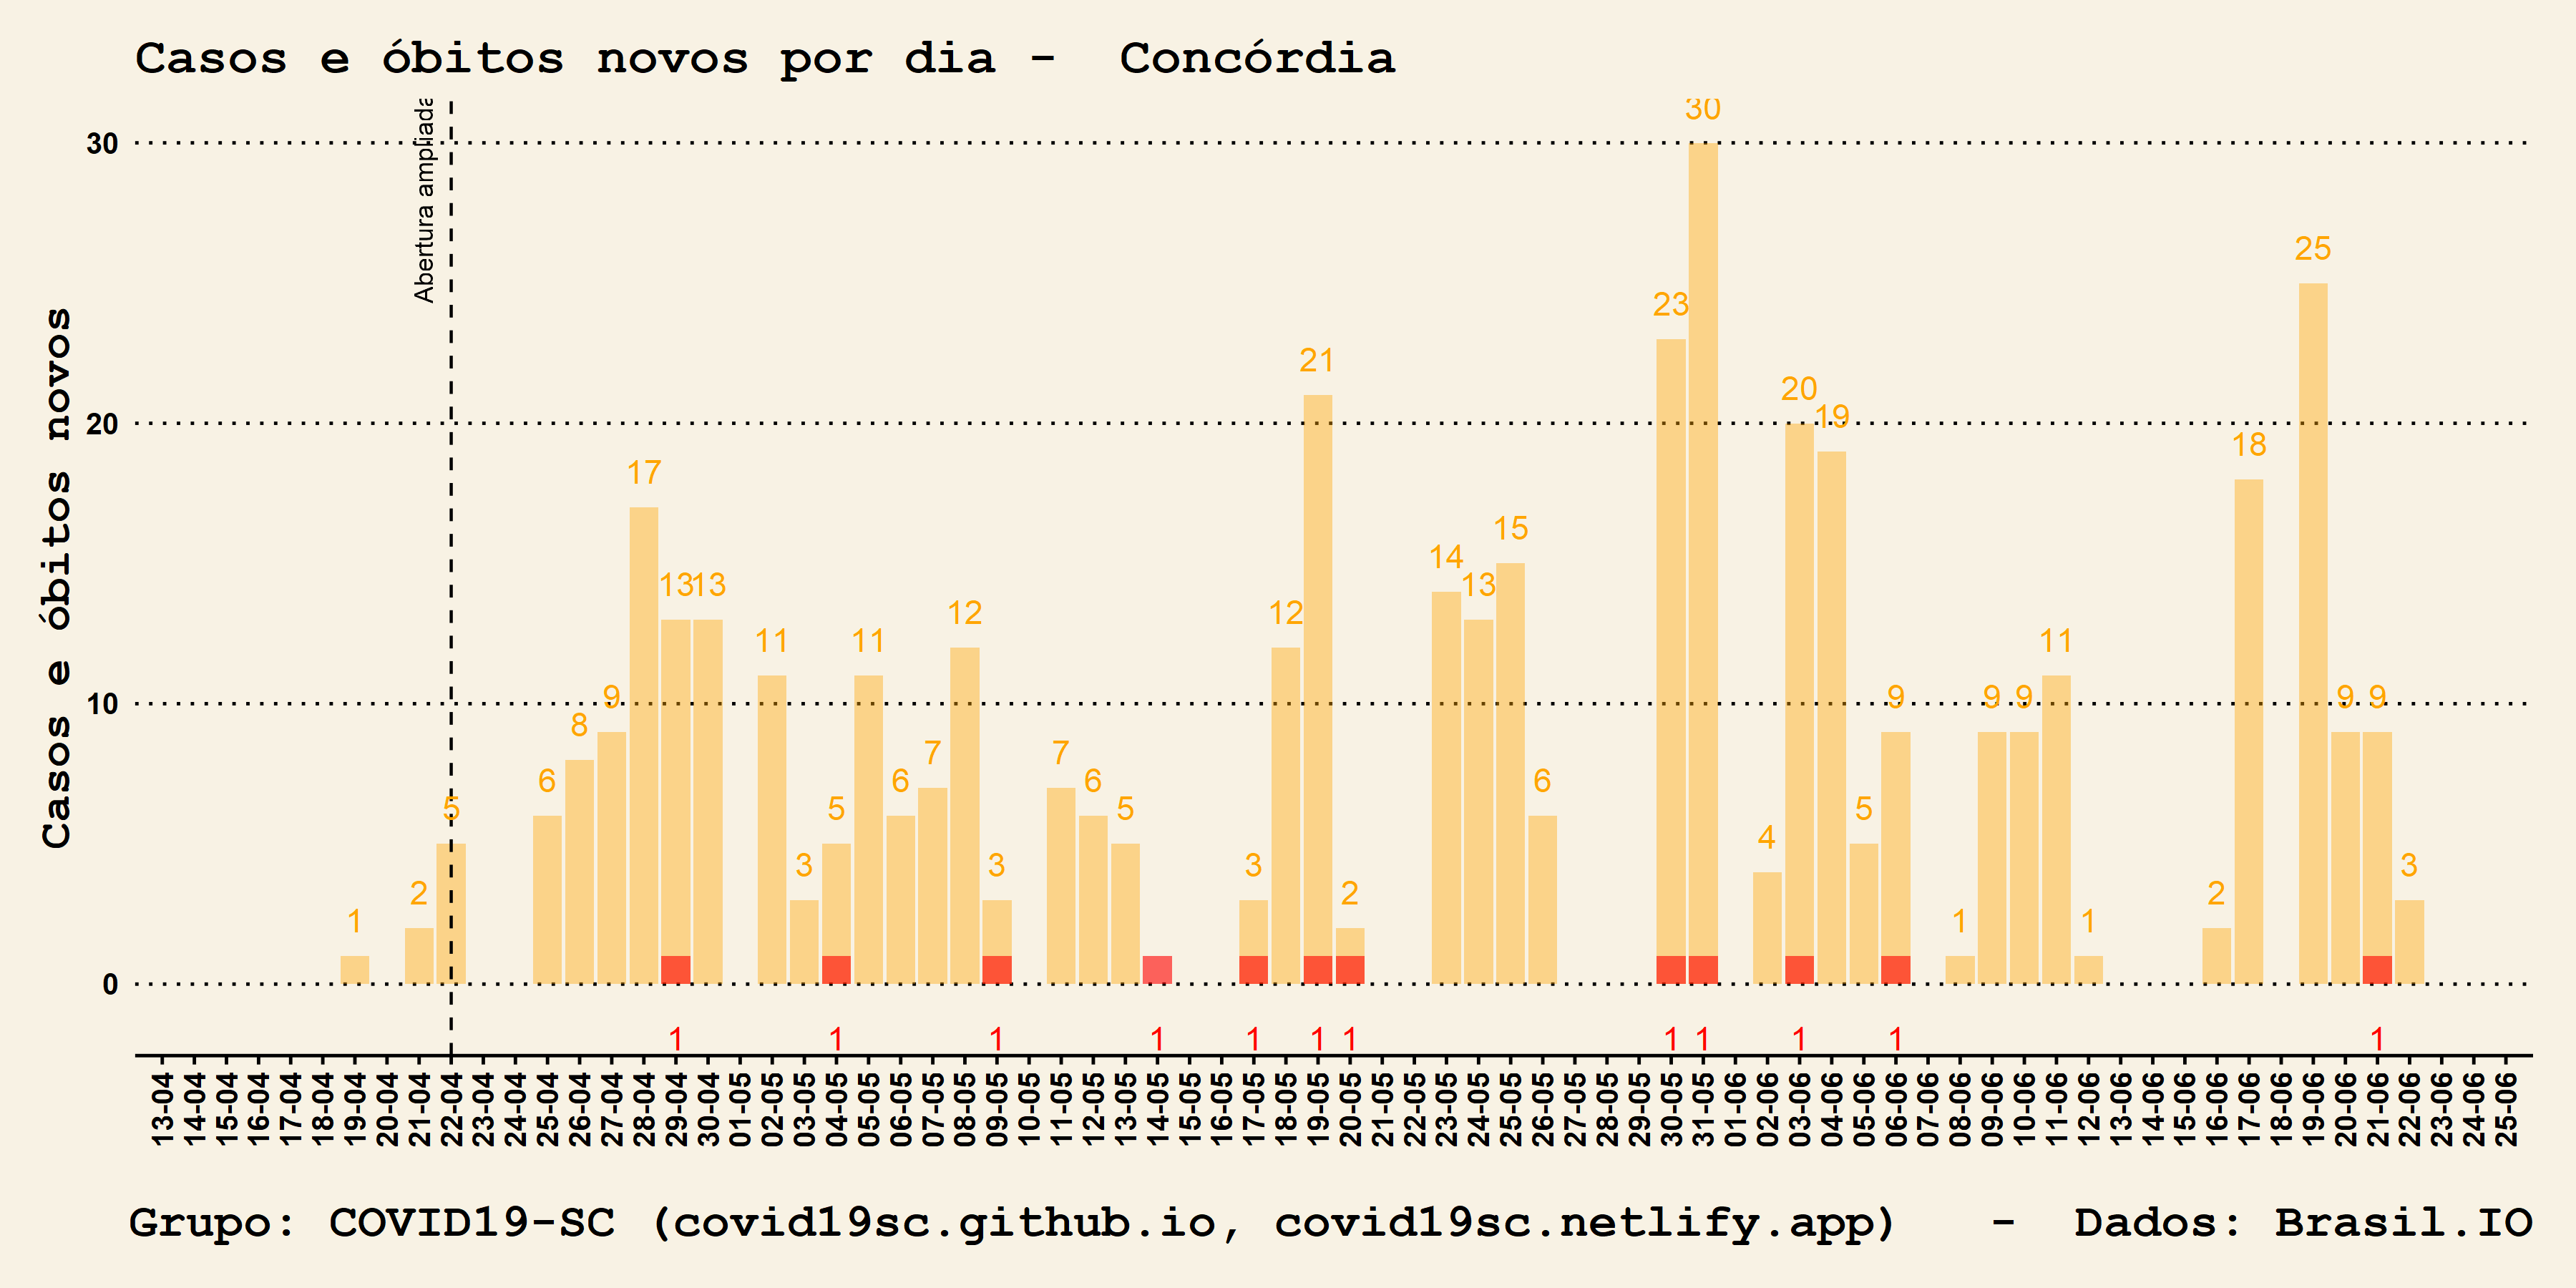 Casos e óbitos novos por dia - Concórdia
Abertura ampliada
Casos e óbitos novos
30
20
10
0
1 2 5 6 8 9 17 13 13 11 3 5 11 6 7 12 3 7 6 5 3 12 21 2 14 13 15 6 23 30 4 20 19 5 9 1 9 9 11 1 2 18 25 9 9 3
1 1 1 1 1 1 1 1 1 1 1 1
13-04 14-04 15-04 16-04 17-04 18-04 19-04 20-04 21-04 22-04 23-04 24-04 25-04 26-04 27-04 28-04 29-04 30-04 01-05 02-05 03-05 04-05 05-05 06-05 07-05 08-05 09-05 10-05 11-05 12-05 13-05 14-05 15-05 16-05 17-05 18-05 19-05 20-05 21-05 22-05 23-05 24-05 25-05 26-05 27-05 28-05 29-05 30-05 31-05 01-06 02-06 03-06 04-06 05-06 06-06 07-06 08-06 09-06 10-06 11-06 12-06 13-06 14-06 15-06 16-06 17-06 18-06 19-06 20-06 21-06 22-06 23-06 24-06 25-06
Grupo: COVID19-SC (covid19sc.github.io, covid19sc.netlify.app) - Dados: Brasil.IO